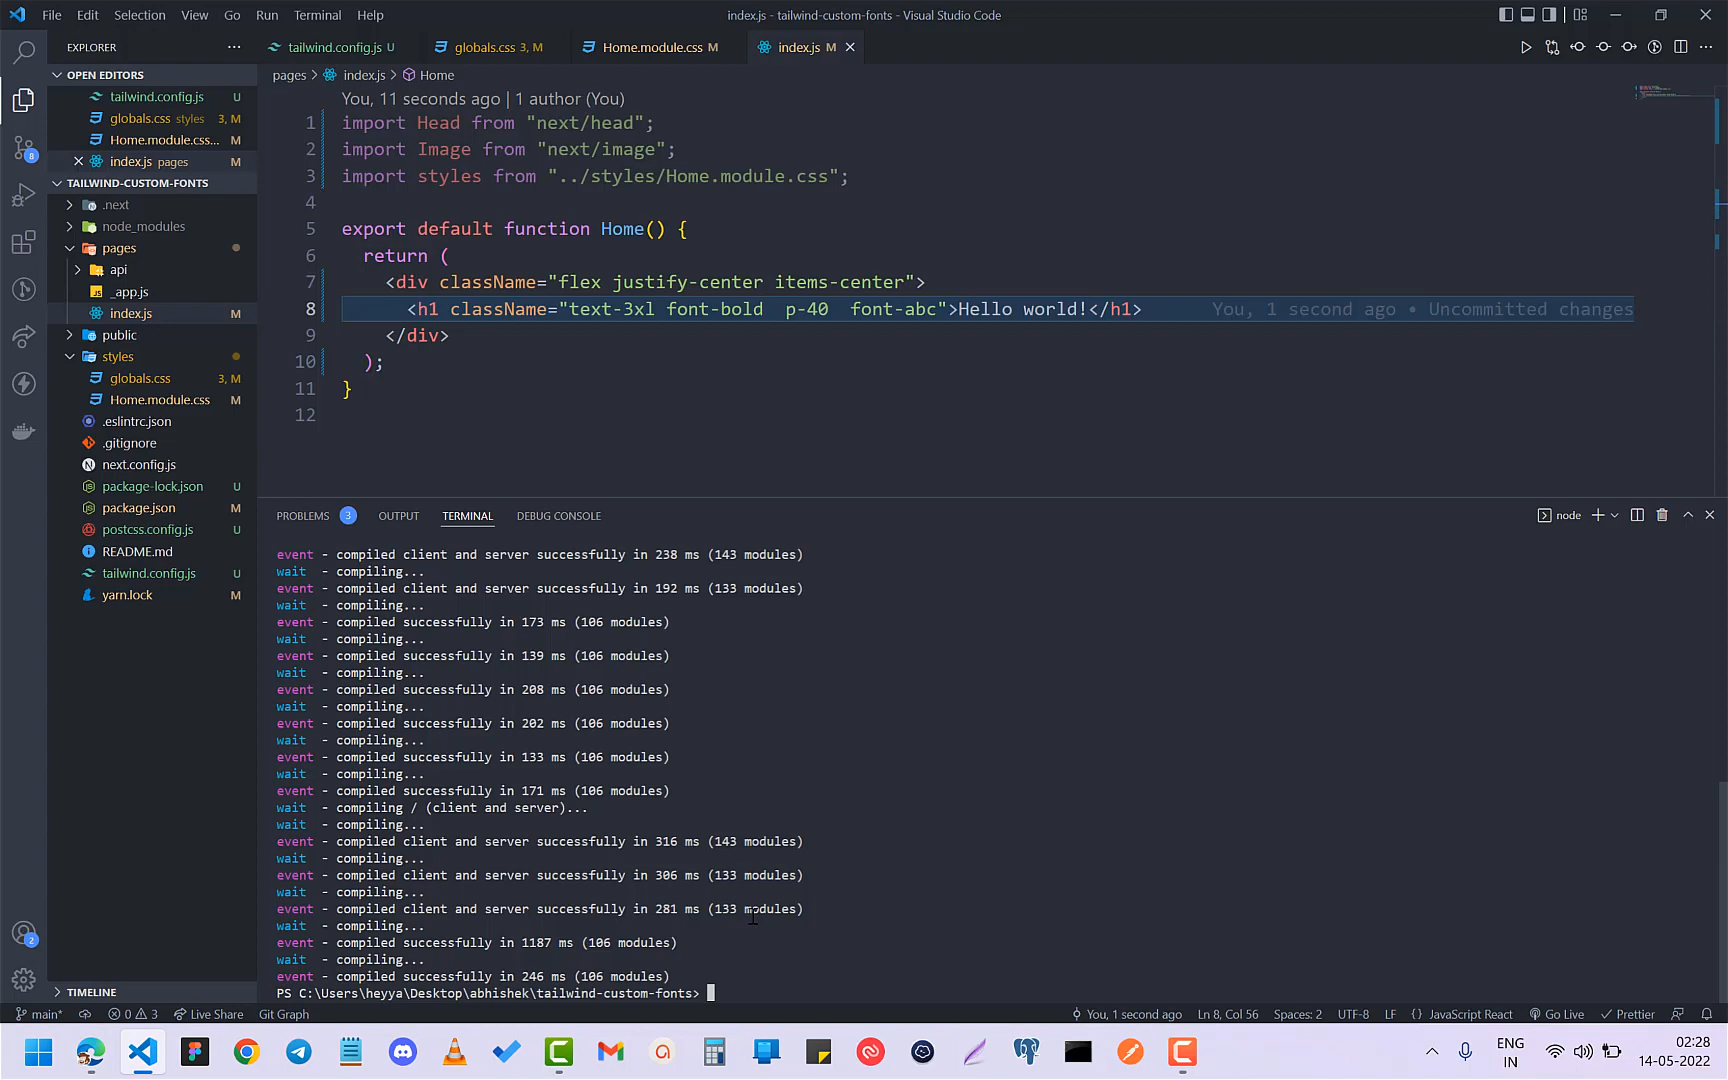 File Edit Selection View Go Run Terminal Help
index.js - tailwind-custom-fonts - Visual Studio Code
EXPLORER
tailwind.config.js U
globals.css 3, M
Home.module.css M
index.js M
OPEN EDITORS
tailwind.config.js U
globals.css styles 3, M
Home.module.css... M
index.js pages M
TAILWIND-CUSTOM-FONTS
.next
node_modules
pages
api
_app.js
index.js M
public
styles
globals.css 3, M
Home.module.css M
.eslintrc.json
.gitignore
next.config.js
package-lock.json U
package.json M
postcss.config.js U
README.md
tailwind.config.js U
yarn.lock M
TIMELINE
8
2
pages > index.js > Home
You, 11 seconds ago | 1 author (You)
1 import Head from "next/head";
2 import Image from "next/image";
3 import styles from "../styles/Home.module.css";
4
5 export default function Home() {
6 return (
7 <div className="flex justify-center items-center">
8 <h1 className="text-3xl font-bold  p-40  font-abc">Hello world!</h1> You, 1 second ago • Uncommitted changes
9 </div>
10 );
11 }
12
PROBLEMS 3 OUTPUT TERMINAL DEBUG CONSOLE
node
event - compiled client and server successfully in 238 ms (143 modules)
wait - compiling...
event - compiled client and server successfully in 192 ms (133 modules)
wait - compiling...
event - compiled successfully in 173 ms (106 modules)
wait - compiling...
event - compiled successfully in 139 ms (106 modules)
wait - compiling...
event - compiled successfully in 208 ms (106 modules)
wait - compiling...
event - compiled successfully in 202 ms (106 modules)
wait - compiling...
event - compiled successfully in 133 ms (106 modules)
wait - compiling...
event - compiled successfully in 171 ms (106 modules)
wait - compiling / (client and server)...
wait - compiling...
event - compiled client and server successfully in 316 ms (143 modules)
wait - compiling...
event - compiled client and server successfully in 306 ms (133 modules)
wait - compiling...
event - compiled client and server successfully in 281 ms (133 modules)
wait - compiling...
event - compiled successfully in 1187 ms (106 modules)
wait - compiling...
event - compiled successfully in 246 ms (106 modules)
PS C:\Users\heyya\Desktop\abhishek\tailwind-custom-fonts>
main* 0 3 Live Share Git Graph
You, 1 second ago Ln 8, Col 56 Spaces: 2 UTF-8 LF {} JavaScript React Go Live Prettier
ENG
IN
02:28
14-05-2022